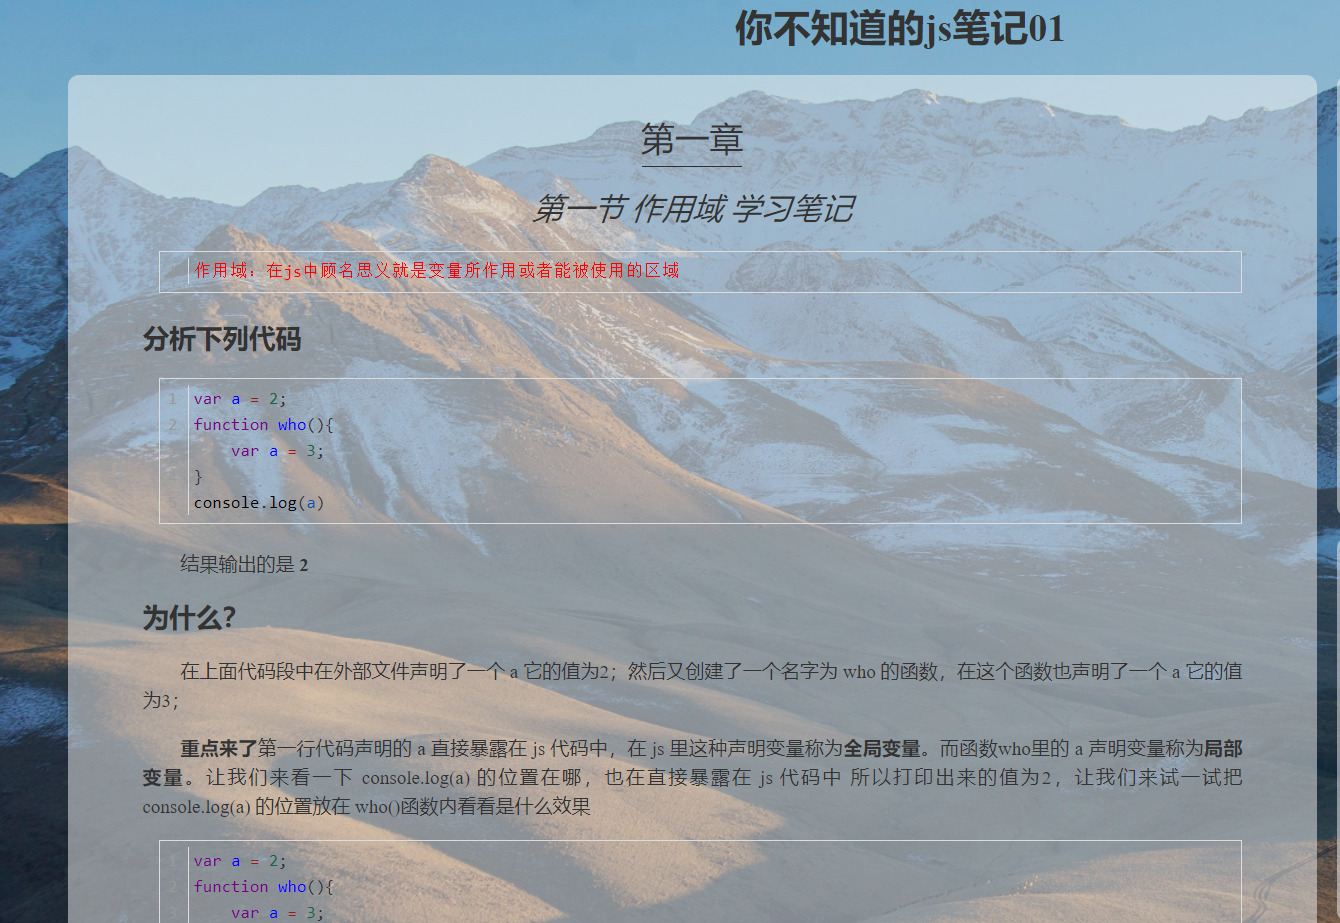 你不知道的js笔记01
第一章
第一节 作用域 学习笔记
作用域：在js中顾名思义就是变量所作用或者能被使用的区域
分析下列代码
1 var a = 2;
2 function who(){
var a = 3;
}
console.log(a)
结果输出的是 2
为什么？
在上面代码段中在外部文件声明了一个 a 它的值为2；然后又创建了一个名字为 who 的函数，在这个函数也声明了一个 a 它的值
为3；
重点来了第一行代码声明的 a 直接暴露在 js 代码中，在 js 里这种声明变量称为全局变量。而函数who里的 a 声明变量称为局部
变量。让我们来看一下 console.log(a) 的位置在哪，也在直接暴露在 js 代码中 所以打印出来的值为2，让我们来试一试把
console.log(a) 的位置放在 who()函数内看看是什么效果
1 var a = 2;
2 function who(){
3 var a = 3;